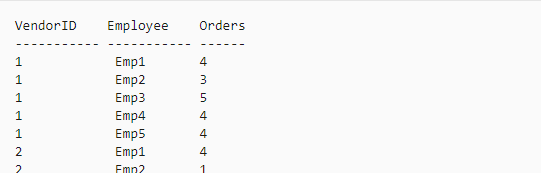 VendorID    Employee    Orders
----------- ----------- ------
1            Emp1       4
1            Emp2       3
1            Emp3       5
1            Emp4       4
1            Emp5       4
2            Emp1       4
2            Emp2       1